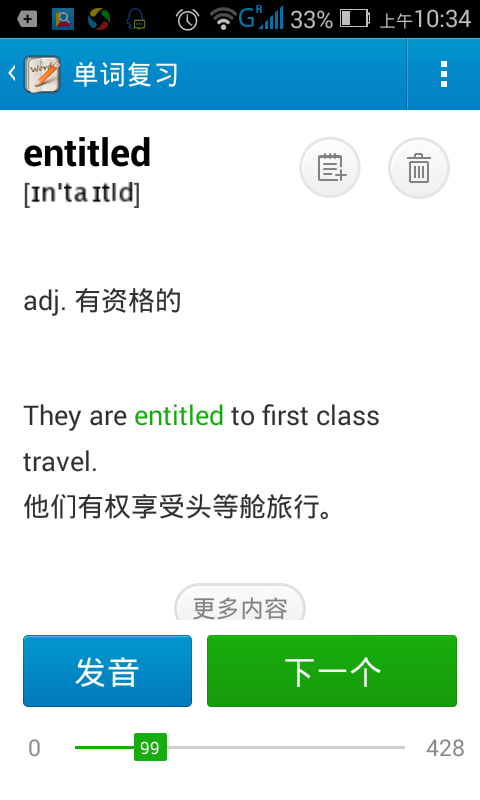 G R 33% 上午10:34
Words
单词复习
entitled
[ɪn'taɪtld]
adj. 有资格的
They are entitled to first class
travel.
他们有权享受头等舱旅行。
更多内容
发音 下一个
0 99 428